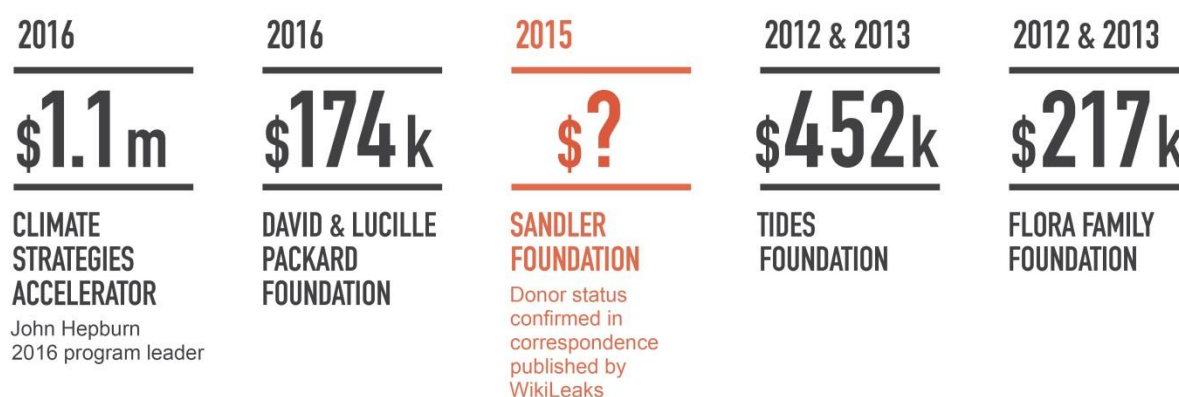 2016
$1.1m
CLIMATE
STRATEGIES
ACCELERATOR
John Hepburn
2016 program leader
2016
$174k
DAVID & LUCILLE
PACKARD
FOUNDATION
2015
$?
SANDLER
FOUNDATION
Donor status
confirmed in
correspondence
published by
WikiLeaks
2012 & 2013
$452k
TIDES
FOUNDATION
2012 & 2013
$217k
FLORA FAMILY
FOUNDATION